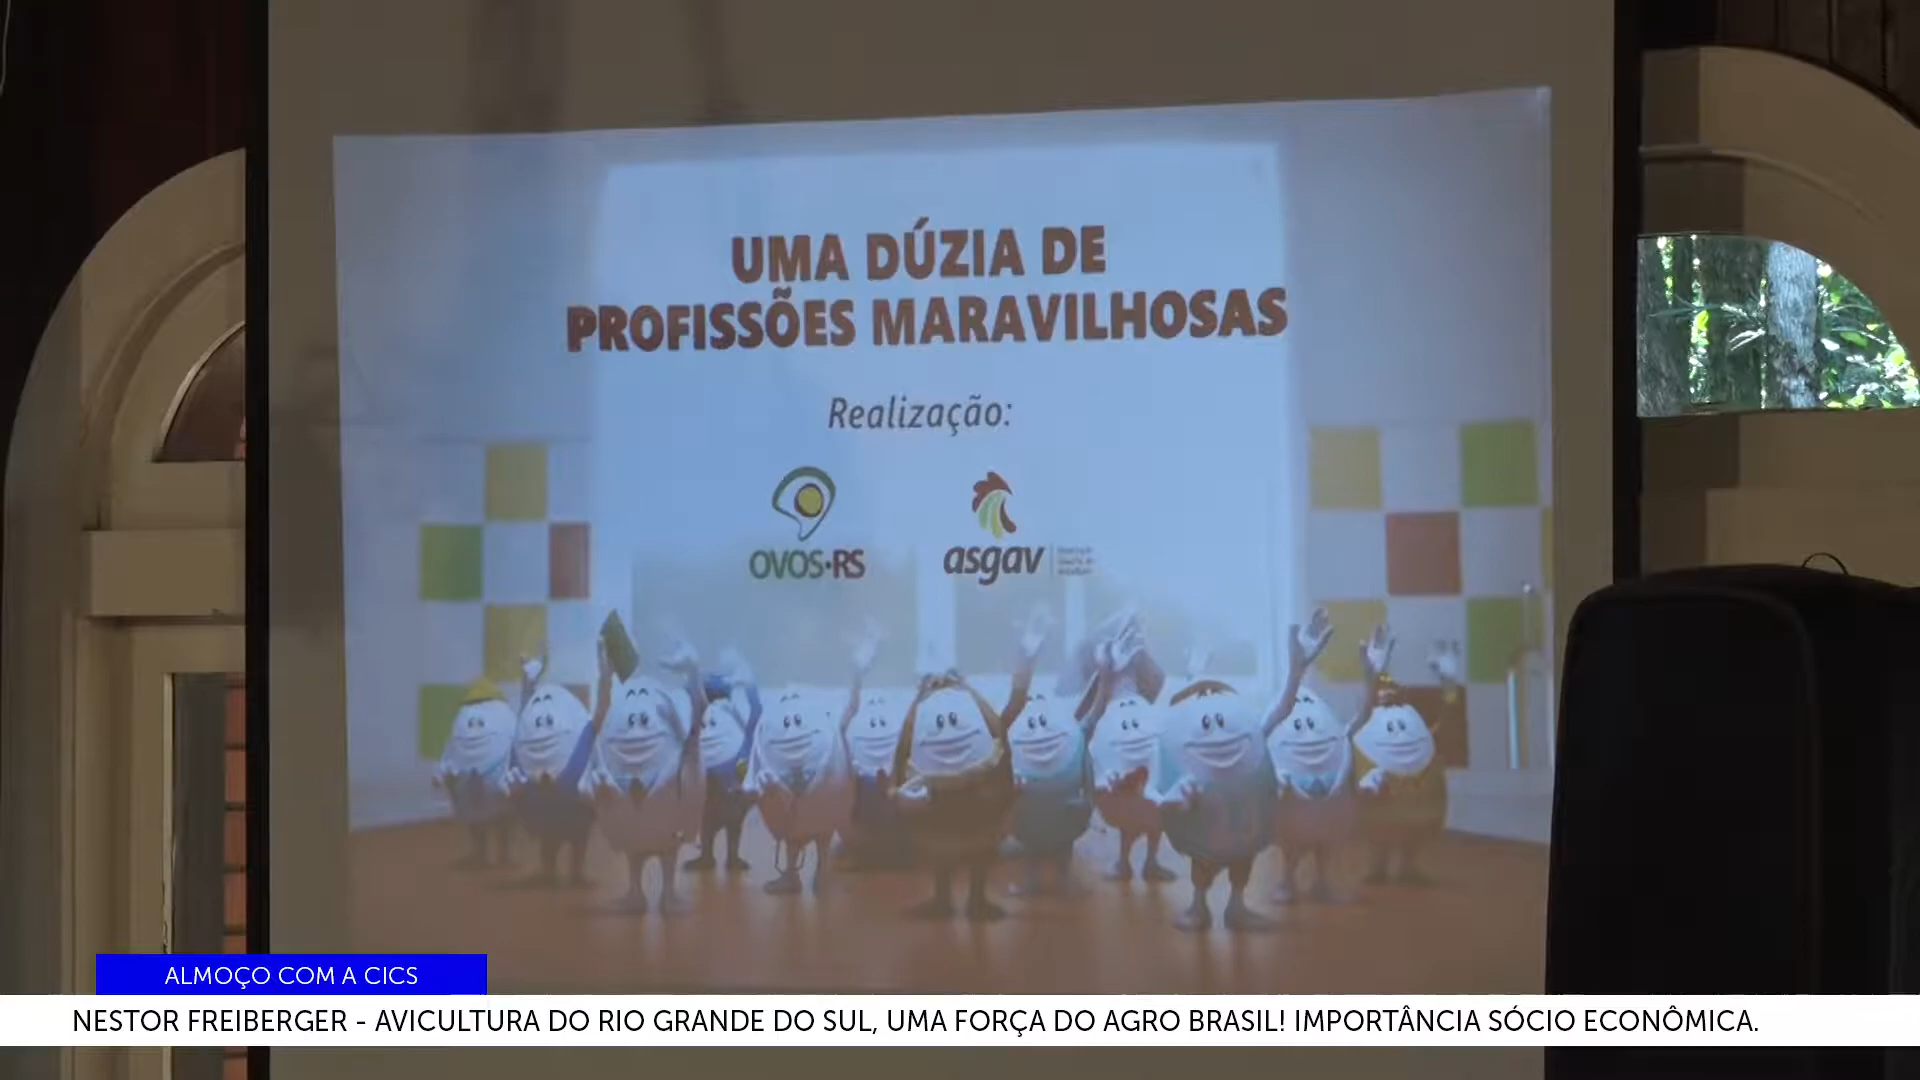 UMA DÚZIA DE
PROFISSÕES MARAVILHOSAS
Realização:
OVOS•RS
asgav
ALMOÇO COM A CICS
NESTOR FREIBERGER - AVICULTURA DO RIO GRANDE DO SUL, UMA FORÇA DO AGRO BRASIL! IMPORTÂNCIA SÓCIO ECONÔMICA.